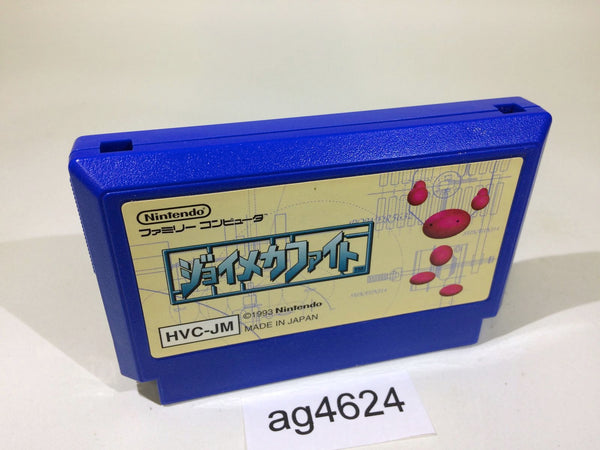 Nintendo
ファミリー コンピュータ
ジョイメカファイト
TM
©1993 Nintendo
HVC-JM
MADE IN JAPAN
ag4624